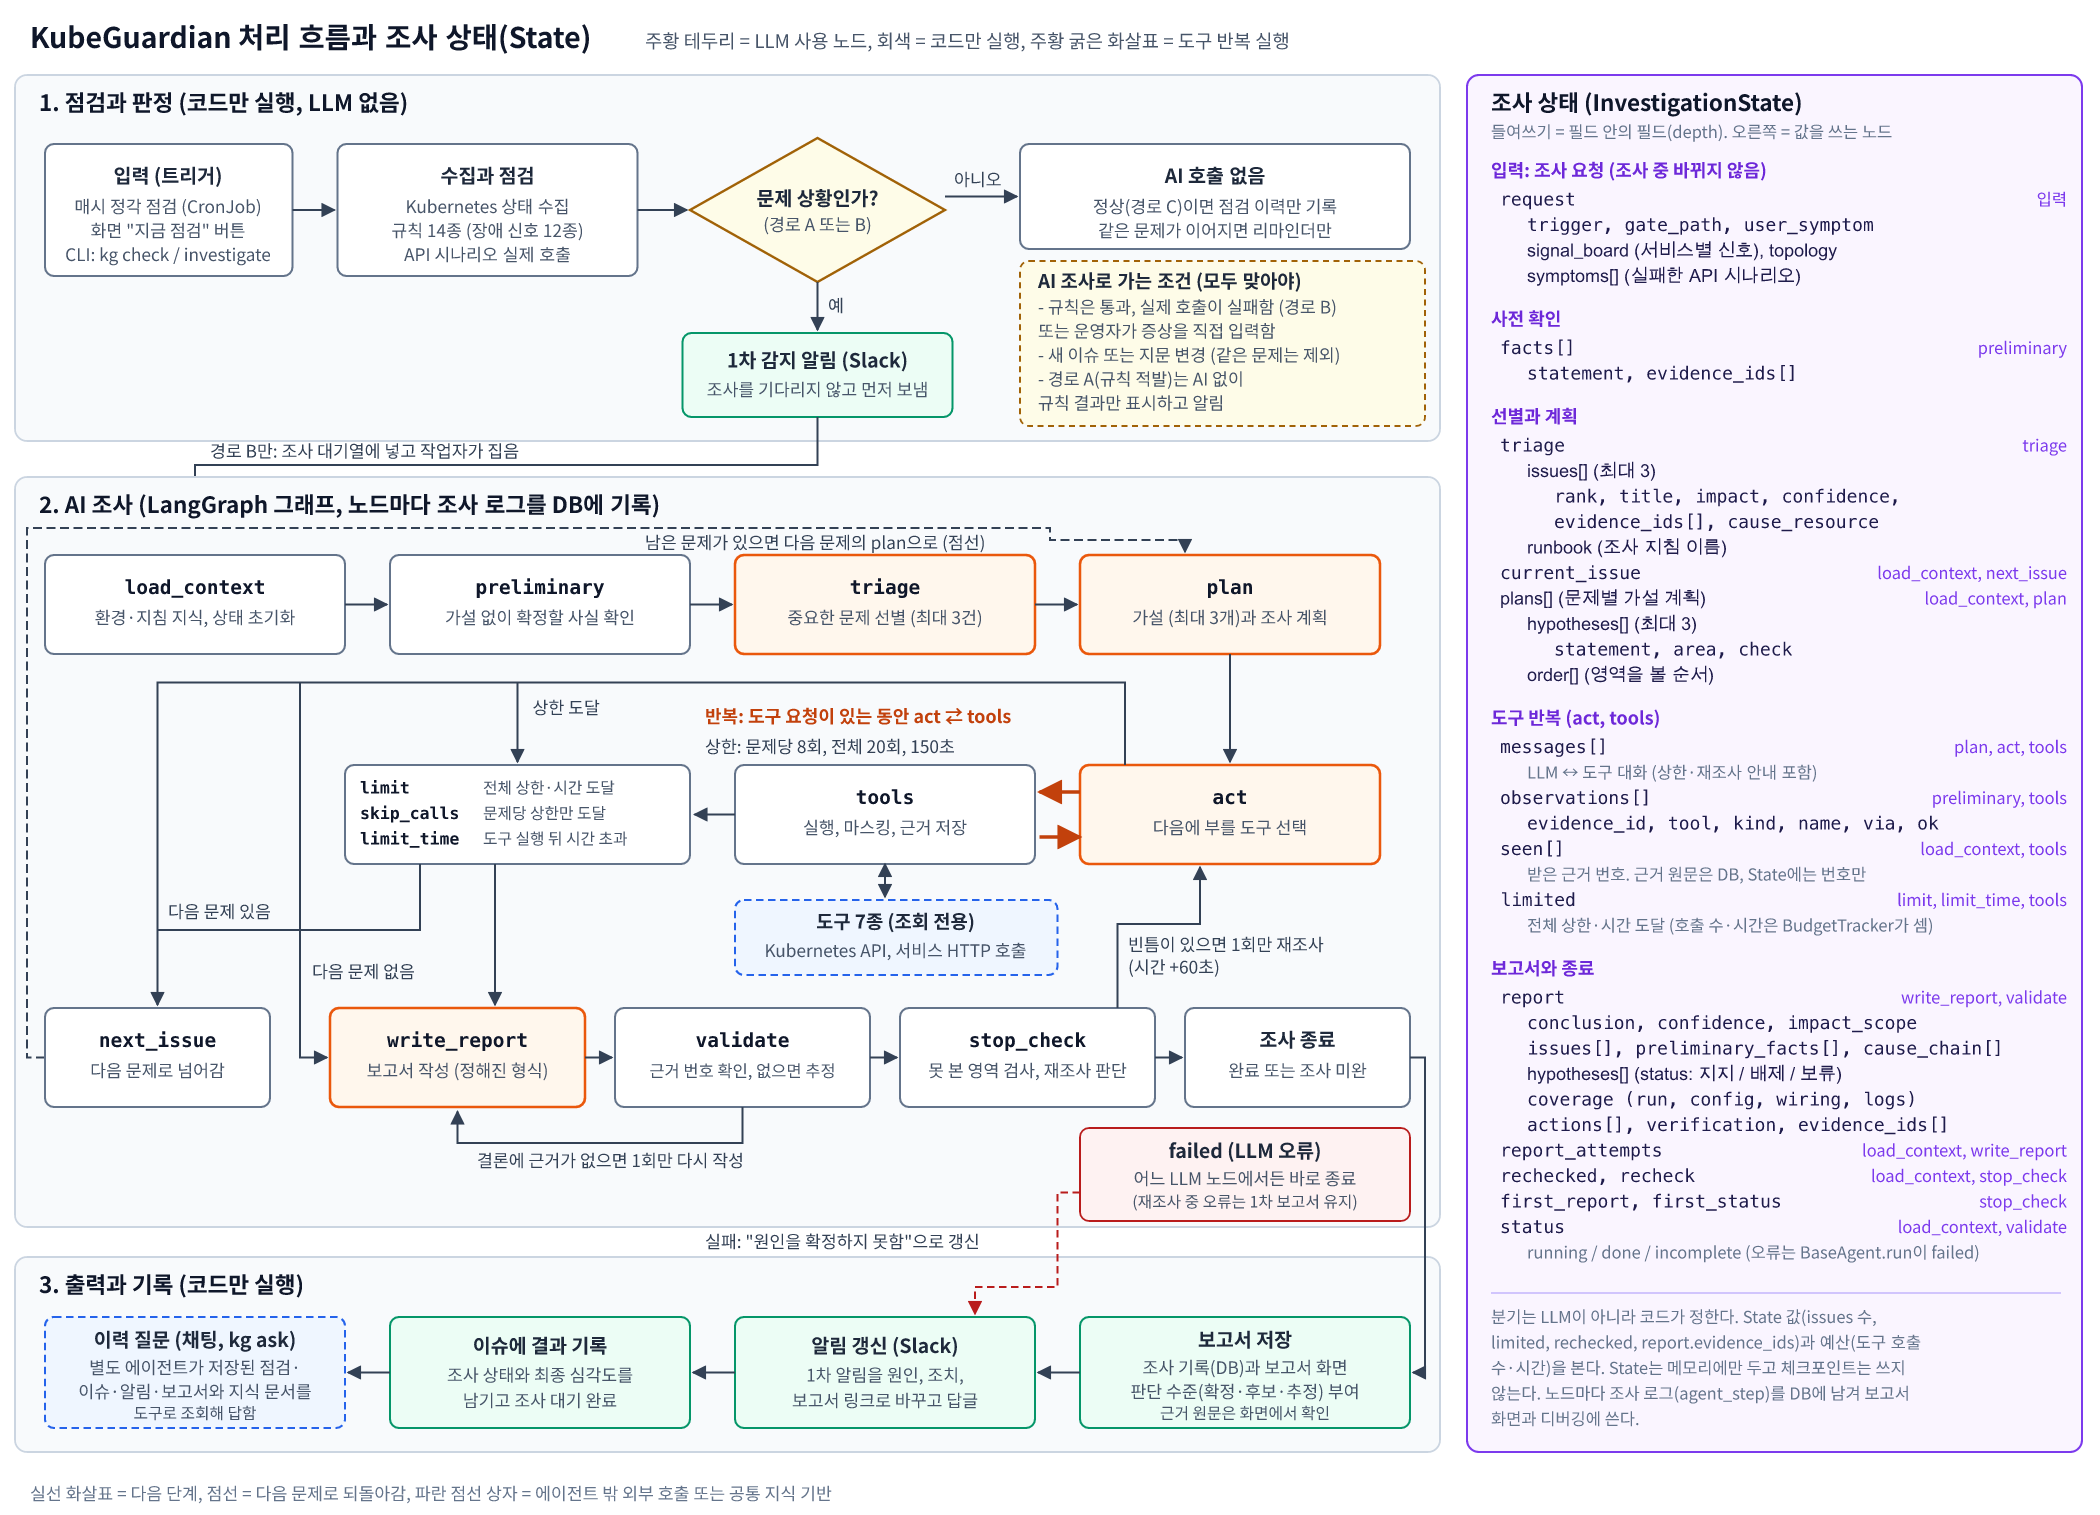 KubeGuardian 처리 흐름과 조사 상태(State)
주황 테두리 = LLM 사용 노드, 회색 = 코드만 실행, 주황 굵은 화살표 = 도구 반복 실행
1. 점검과 판정 (코드만 실행, LLM 없음)
입력 (트리거)
매시 정각 점검 (CronJob)
화면 "지금 점검" 버튼
CLI: kg check / investigate
수집과 점검
Kubernetes 상태 수집
규칙 14종 (장애 신호 12종)
API 시나리오 실제 호출
문제 상황인가?
(경로 A 또는 B)
아니오
예
AI 호출 없음
정상(경로 C)이면 점검 이력만 기록
같은 문제가 이어지면 리마인더만
AI 조사로 가는 조건 (모두 맞아야)
- 규칙은 통과, 실제 호출이 실패함 (경로 B)
또는 운영자가 증상을 직접 입력함
- 새 이슈 또는 지문 변경 (같은 문제는 제외)
- 경로 A(규칙 적발)는 AI 없이
규칙 결과만 표시하고 알림
1차 감지 알림 (Slack)
조사를 기다리지 않고 먼저 보냄
경로 B만: 조사 대기열에 넣고 작업자가 집음
2. AI 조사 (LangGraph 그래프, 노드마다 조사 로그를 DB에 기록)
남은 문제가 있으면 다음 문제의 plan으로 (점선)
load_context
환경·지침 지식, 상태 초기화
preliminary
가설 없이 확정할 사실 확인
triage
중요한 문제 선별 (최대 3건)
plan
가설 (최대 3개)과 조사 계획
상한 도달
반복: 도구 요청이 있는 동안 act ⇄ tools
상한: 문제당 8회, 전체 20회, 150초
limit 전체 상한·시간 도달
skip_calls 문제당 상한만 도달
limit_time 도구 실행 뒤 시간 초과
tools
실행, 마스킹, 근거 저장
act
다음에 부를 도구 선택
도구 7종 (조회 전용)
Kubernetes API, 서비스 HTTP 호출
다음 문제 있음
다음 문제 없음
빈틈이 있으면 1회만 재조사
(시간 +60초)
next_issue
다음 문제로 넘어감
write_report
보고서 작성 (정해진 형식)
validate
근거 번호 확인, 없으면 추정
stop_check
못 본 영역 검사, 재조사 판단
조사 종료
완료 또는 조사 미완
결론에 근거가 없으면 1회만 다시 작성
failed (LLM 오류)
어느 LLM 노드에서든 바로 종료
(재조사 중 오류는 1차 보고서 유지)
실패: "원인을 확정하지 못함"으로 갱신
3. 출력과 기록 (코드만 실행)
이력 질문 (채팅, kg ask)
별도 에이전트가 저장된 점검·
이슈·알림·보고서와 지식 문서를
도구로 조회해 답함
이슈에 결과 기록
조사 상태와 최종 심각도를
남기고 조사 대기 완료
알림 갱신 (Slack)
1차 알림을 원인, 조치,
보고서 링크로 바꾸고 답글
보고서 저장
조사 기록(DB)과 보고서 화면
판단 수준(확정·후보·추정) 부여
근거 원문은 화면에서 확인
실선 화살표 = 다음 단계, 점선 = 다음 문제로 되돌아감, 파란 점선 상자 = 에이전트 밖 외부 호출 또는 공통 지식 기반
조사 상태 (InvestigationState)
들여쓰기 = 필드 안의 필드(depth). 오른쪽 = 값을 쓰는 노드
입력: 조사 요청 (조사 중 바뀌지 않음)
request 입력
trigger, gate_path, user_symptom
signal_board (서비스별 신호), topology
symptoms[] (실패한 API 시나리오)
사전 확인
facts[] preliminary
statement, evidence_ids[]
선별과 계획
triage triage
issues[] (최대 3)
rank, title, impact, confidence,
evidence_ids[], cause_resource
runbook (조사 지침 이름)
current_issue load_context, next_issue
plans[] (문제별 가설 계획) load_context, plan
hypotheses[] (최대 3)
statement, area, check
order[] (영역을 볼 순서)
도구 반복 (act, tools)
messages[] plan, act, tools
LLM ↔ 도구 대화 (상한·재조사 안내 포함)
observations[] preliminary, tools
evidence_id, tool, kind, name, via, ok
seen[] load_context, tools
받은 근거 번호. 근거 원문은 DB, State에는 번호만
limited limit, limit_time, tools
전체 상한·시간 도달 (호출 수·시간은 BudgetTracker가 셈)
보고서와 종료
report write_report, validate
conclusion, confidence, impact_scope
issues[], preliminary_facts[], cause_chain[]
hypotheses[] (status: 지지 / 배제 / 보류)
coverage (run, config, wiring, logs)
actions[], verification, evidence_ids[]
report_attempts load_context, write_report
rechecked, recheck load_context, stop_check
first_report, first_status stop_check
status load_context, validate
running / done / incomplete (오류는 BaseAgent.run이 failed)
분기는 LLM이 아니라 코드가 정한다. State 값(issues 수,
limited, rechecked, report.evidence_ids)과 예산(도구 호출
수·시간)을 본다. State는 메모리에만 두고 체크포인트는 쓰지
않는다. 노드마다 조사 로그(agent_step)를 DB에 남겨 보고서
화면과 디버깅에 쓴다.